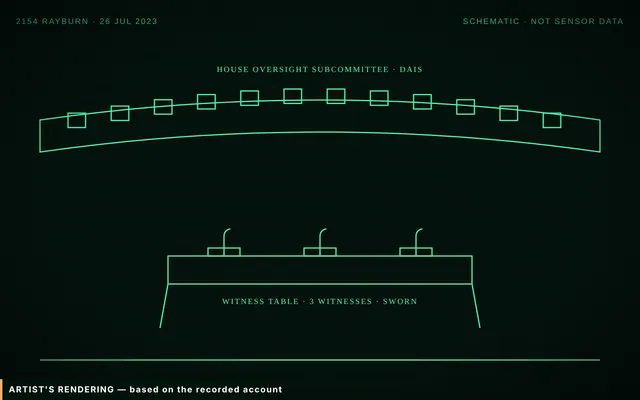 2154 RAYBURN · 26 JUL 2023
SCHEMATIC · NOT SENSOR DATA
HOUSE OVERSIGHT SUBCOMMITTEE · DAIS
WITNESS TABLE · 3 WITNESSES · SWORN
ARTIST'S RENDERING — based on the recorded account